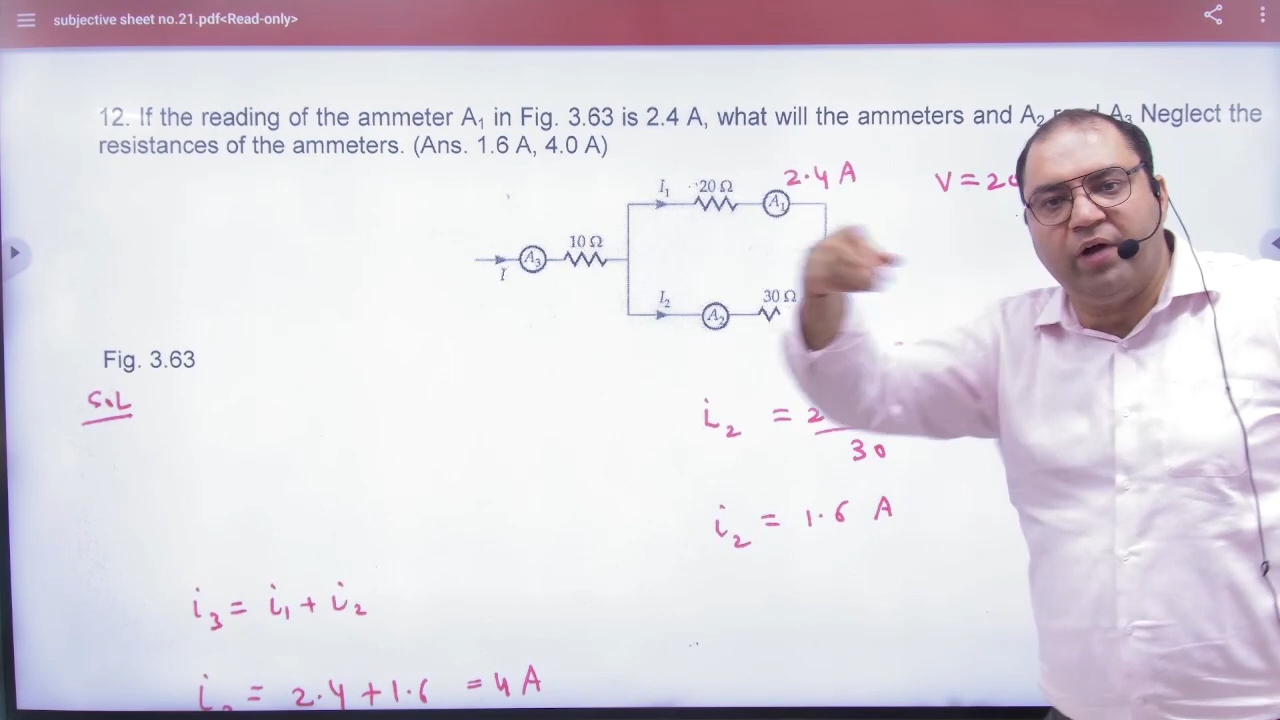 subjective sheet no.21.pdf<Read-only>
12. If the reading of the ammeter A₁ in Fig. 3.63 is 2.4 A, what will the ammeters and A₂ A₃ Neglect the
resistances of the ammeters. (Ans. 1.6 A, 4.0 A)
2.4 A
V =
I₁ 20 Ω A₁
10 Ω
A₃
I
I₂ A₂ 30 Ω
Fig. 3.63
SOL
i₂ =
30
i₂ = 1.6 A
i₃ = i₁ + i₂
= 2.4 + 1.6 = 4 A